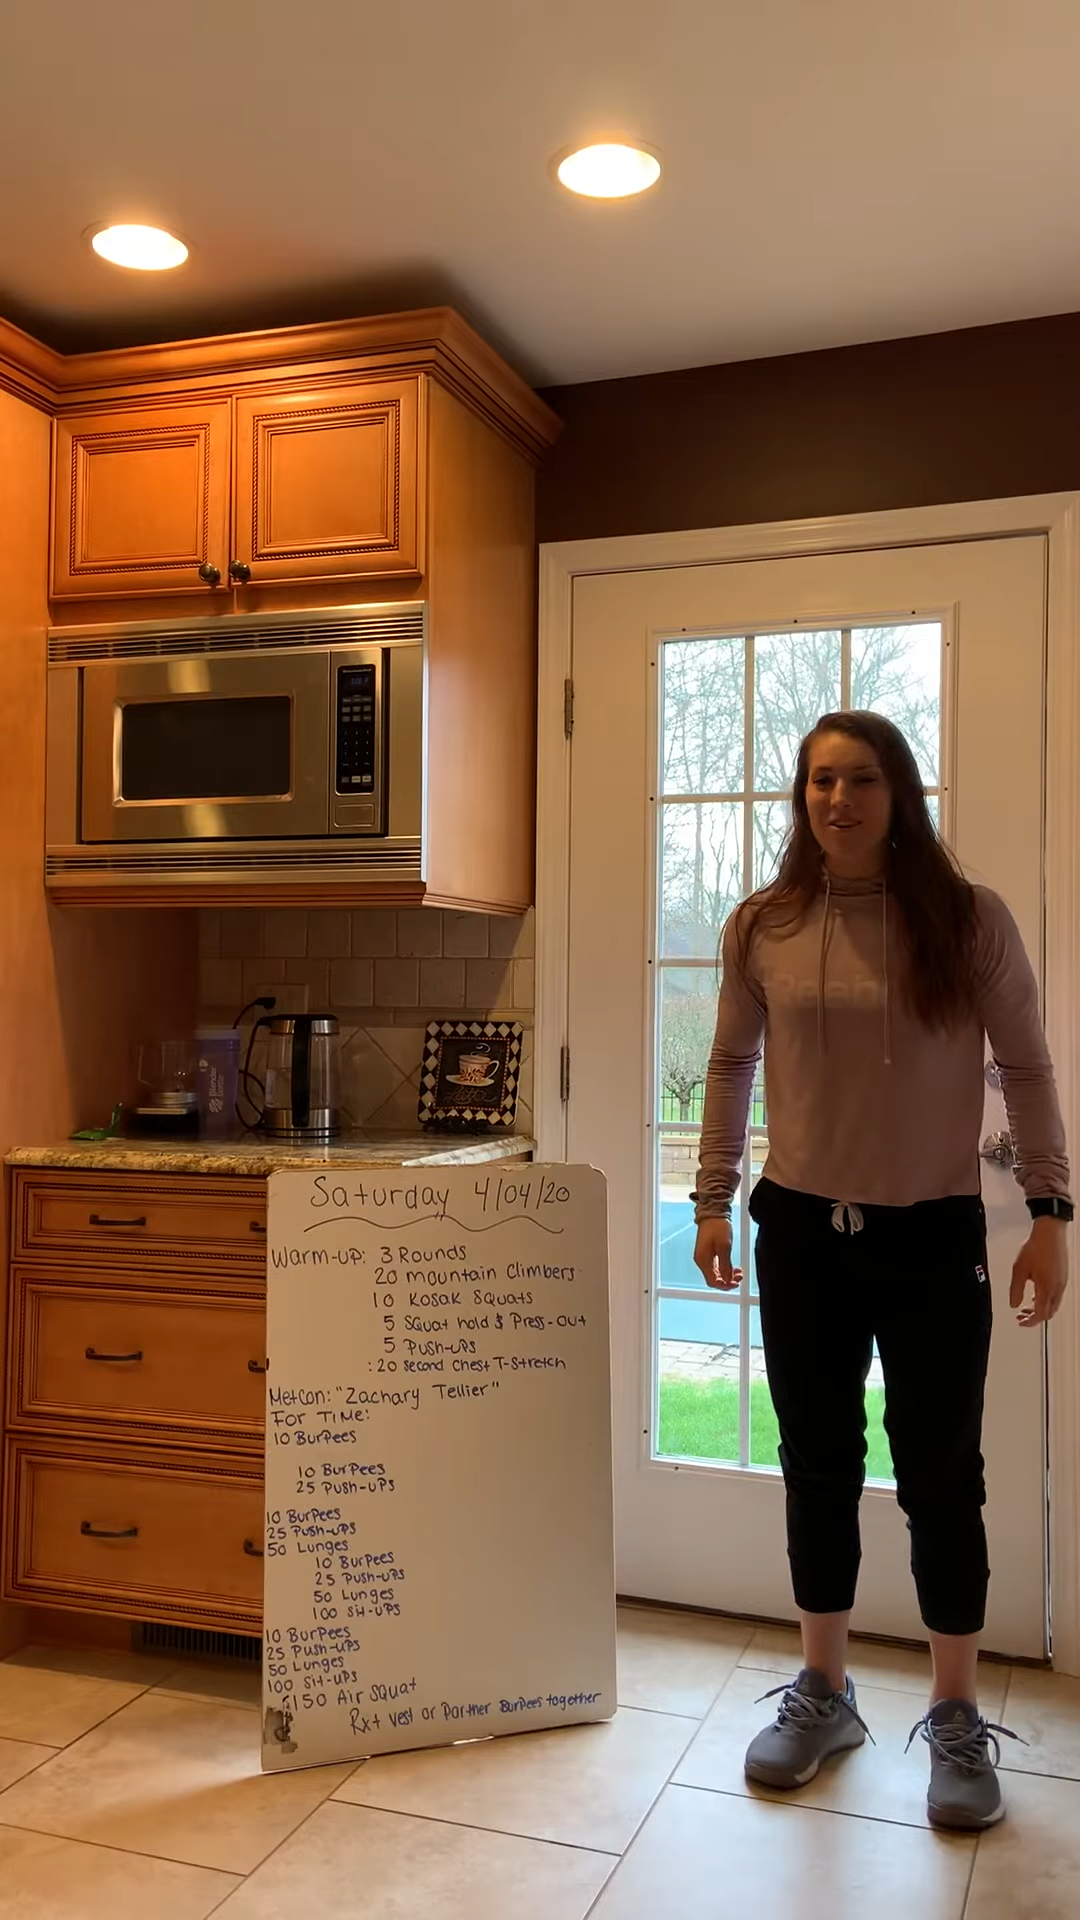 Saturday 4/04/20
Warm-up: 3 Rounds
20 mountain Climbers
10 Kosak Squats
5 Squat hold & Press-out
5 Push-ups
:20 second chest T-stretch
Metcon: "Zachary Tellier"
For Time:
10 Burpees
10 Burpees
25 Push-ups
10 Burpees
25 Push-ups
50 Lunges
10 Burpees
25 Push-ups
50 Lunges
100 Sit-ups
10 Burpees
25 Push-ups
50 Lunges
100 Sit-ups
150 Air Squat
Rx+ vest or Partner Burpees together
Latte
Blender Bottle